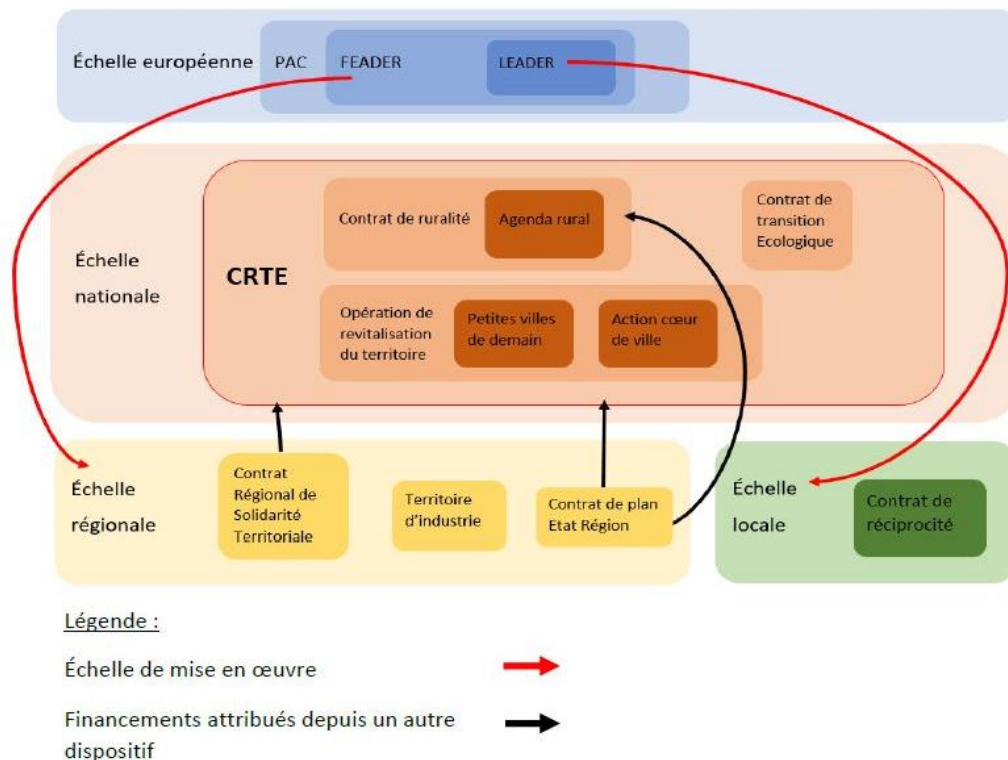 Échelle européenne
PAC
FEADER
LEADER
Échelle
nationale
CRTE
Contrat de ruralité
Agenda rural
Contrat de
transition
Ecologique
Opération de
revitalisation
du territoire
Petites villes
de demain
Action cœur
de ville
Échelle
régionale
Contrat
Régional de
Solidarité
Territoriale
Territoire
d'industrie
Contrat de plan
Etat Région
Échelle
locale
Contrat de
réciprocité
Légende :
Échelle de mise en œuvre
Financements attribués depuis un autre
dispositif